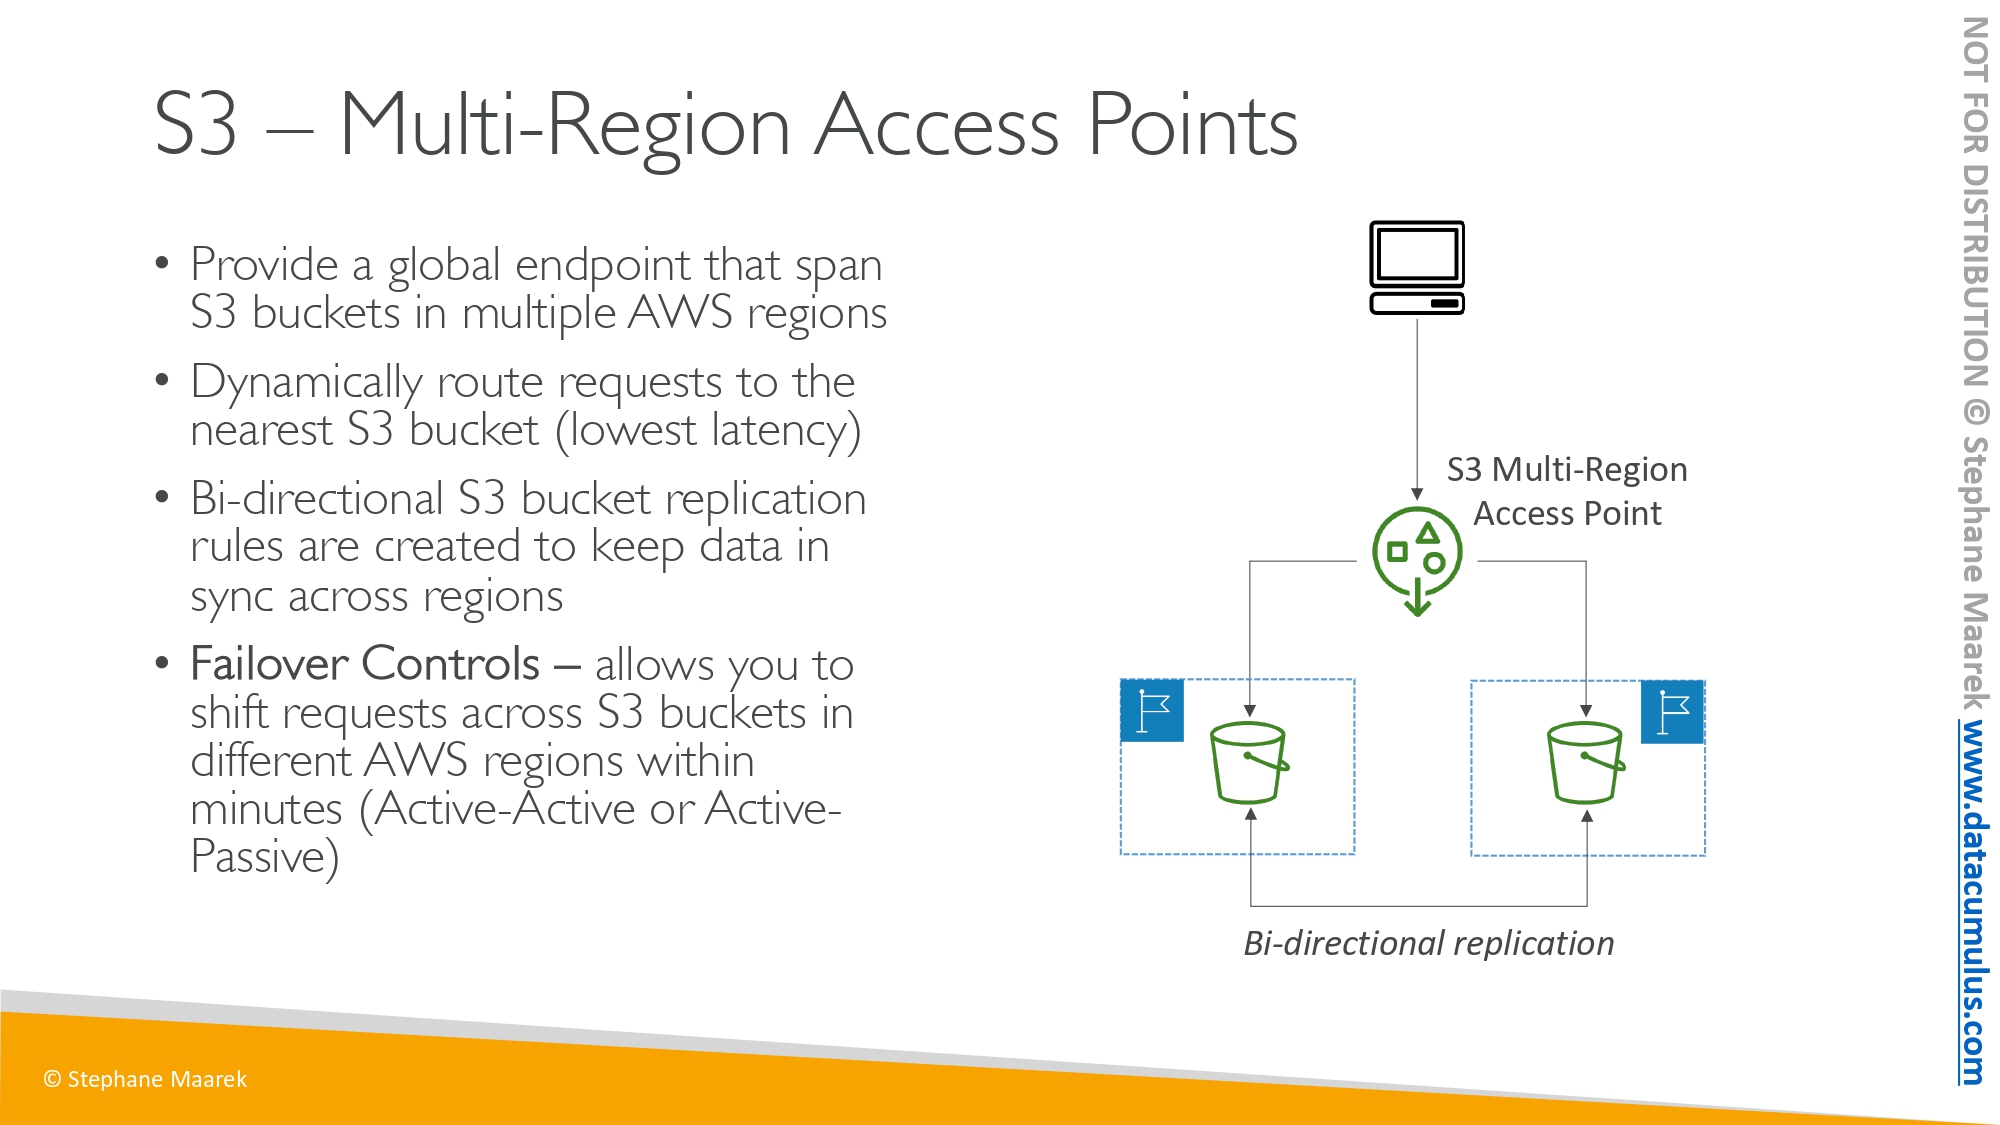 S3 – Multi-Region Access Points
• Provide a global endpoint that span
S3 buckets in multiple AWS regions
• Dynamically route requests to the
nearest S3 bucket (lowest latency)
• Bi-directional S3 bucket replication
rules are created to keep data in
sync across regions
• Failover Controls – allows you to
shift requests across S3 buckets in
different AWS regions within
minutes (Active-Active or Active-
Passive)
S3 Multi-Region
Access Point
Bi-directional replication
© Stephane Maarek
NOT FOR DISTRIBUTION © Stephane Maarek www.datacumulus.com